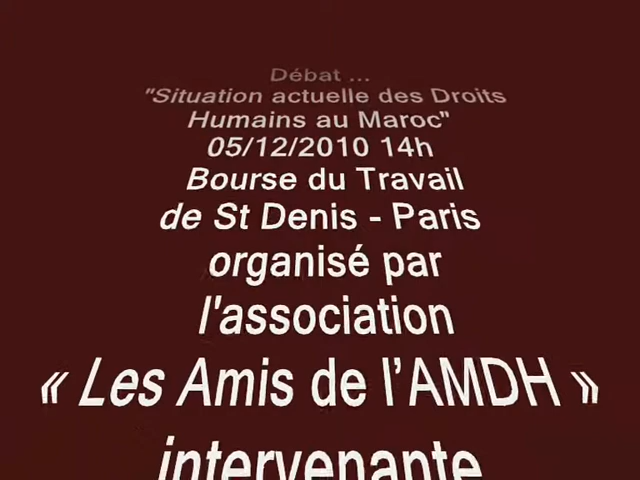 Débat ...
"Situation actuelle des Droits
Humains au Maroc"
05/12/2010 14h
Bourse du Travail
de St Denis - Paris
organisé par
l'association
« Les Amis de l’AMDH »
intervenante